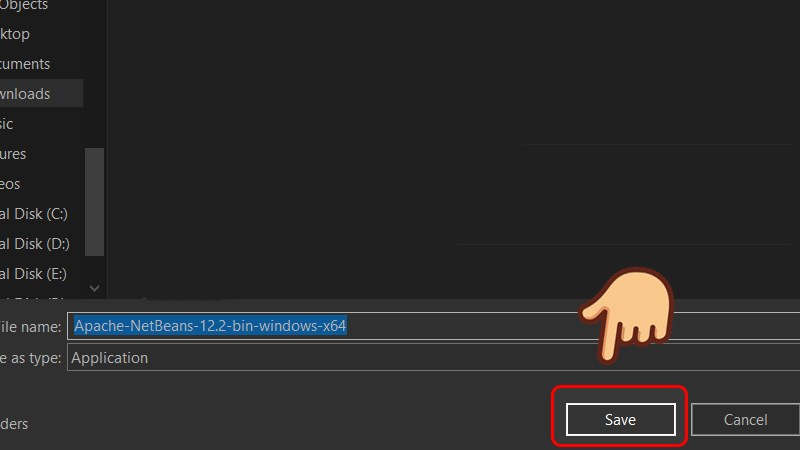 Objects
ktop
cuments
wnloads
sic
ures
eos
al Disk (C:)
al Disk (D:)
al Disk (E:)
ile name: Apache-NetBeans-12.2-bin-windows-x64
e as type: Application
ders
Save
Cancel